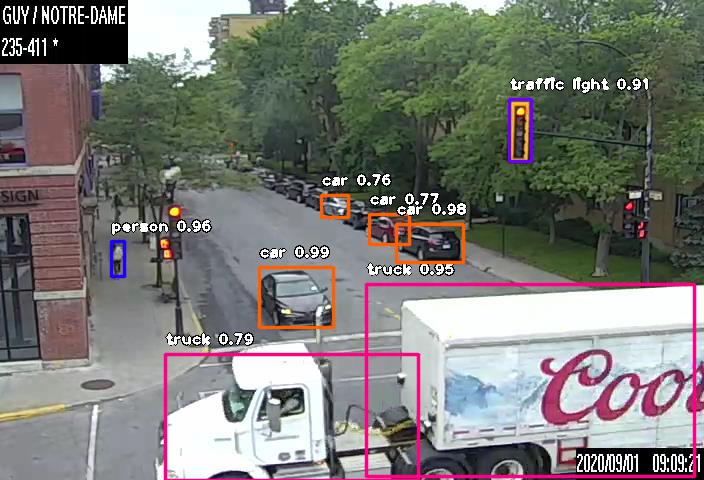 GUY / NOTRE-DAME
235-411 *
traffic light 0.91
car 0.76
car 0.77
car 0.98
person 0.96
car 0.99
truck 0.95
truck 0.79
SIGN
Coo
2020/09/01 09:09:21